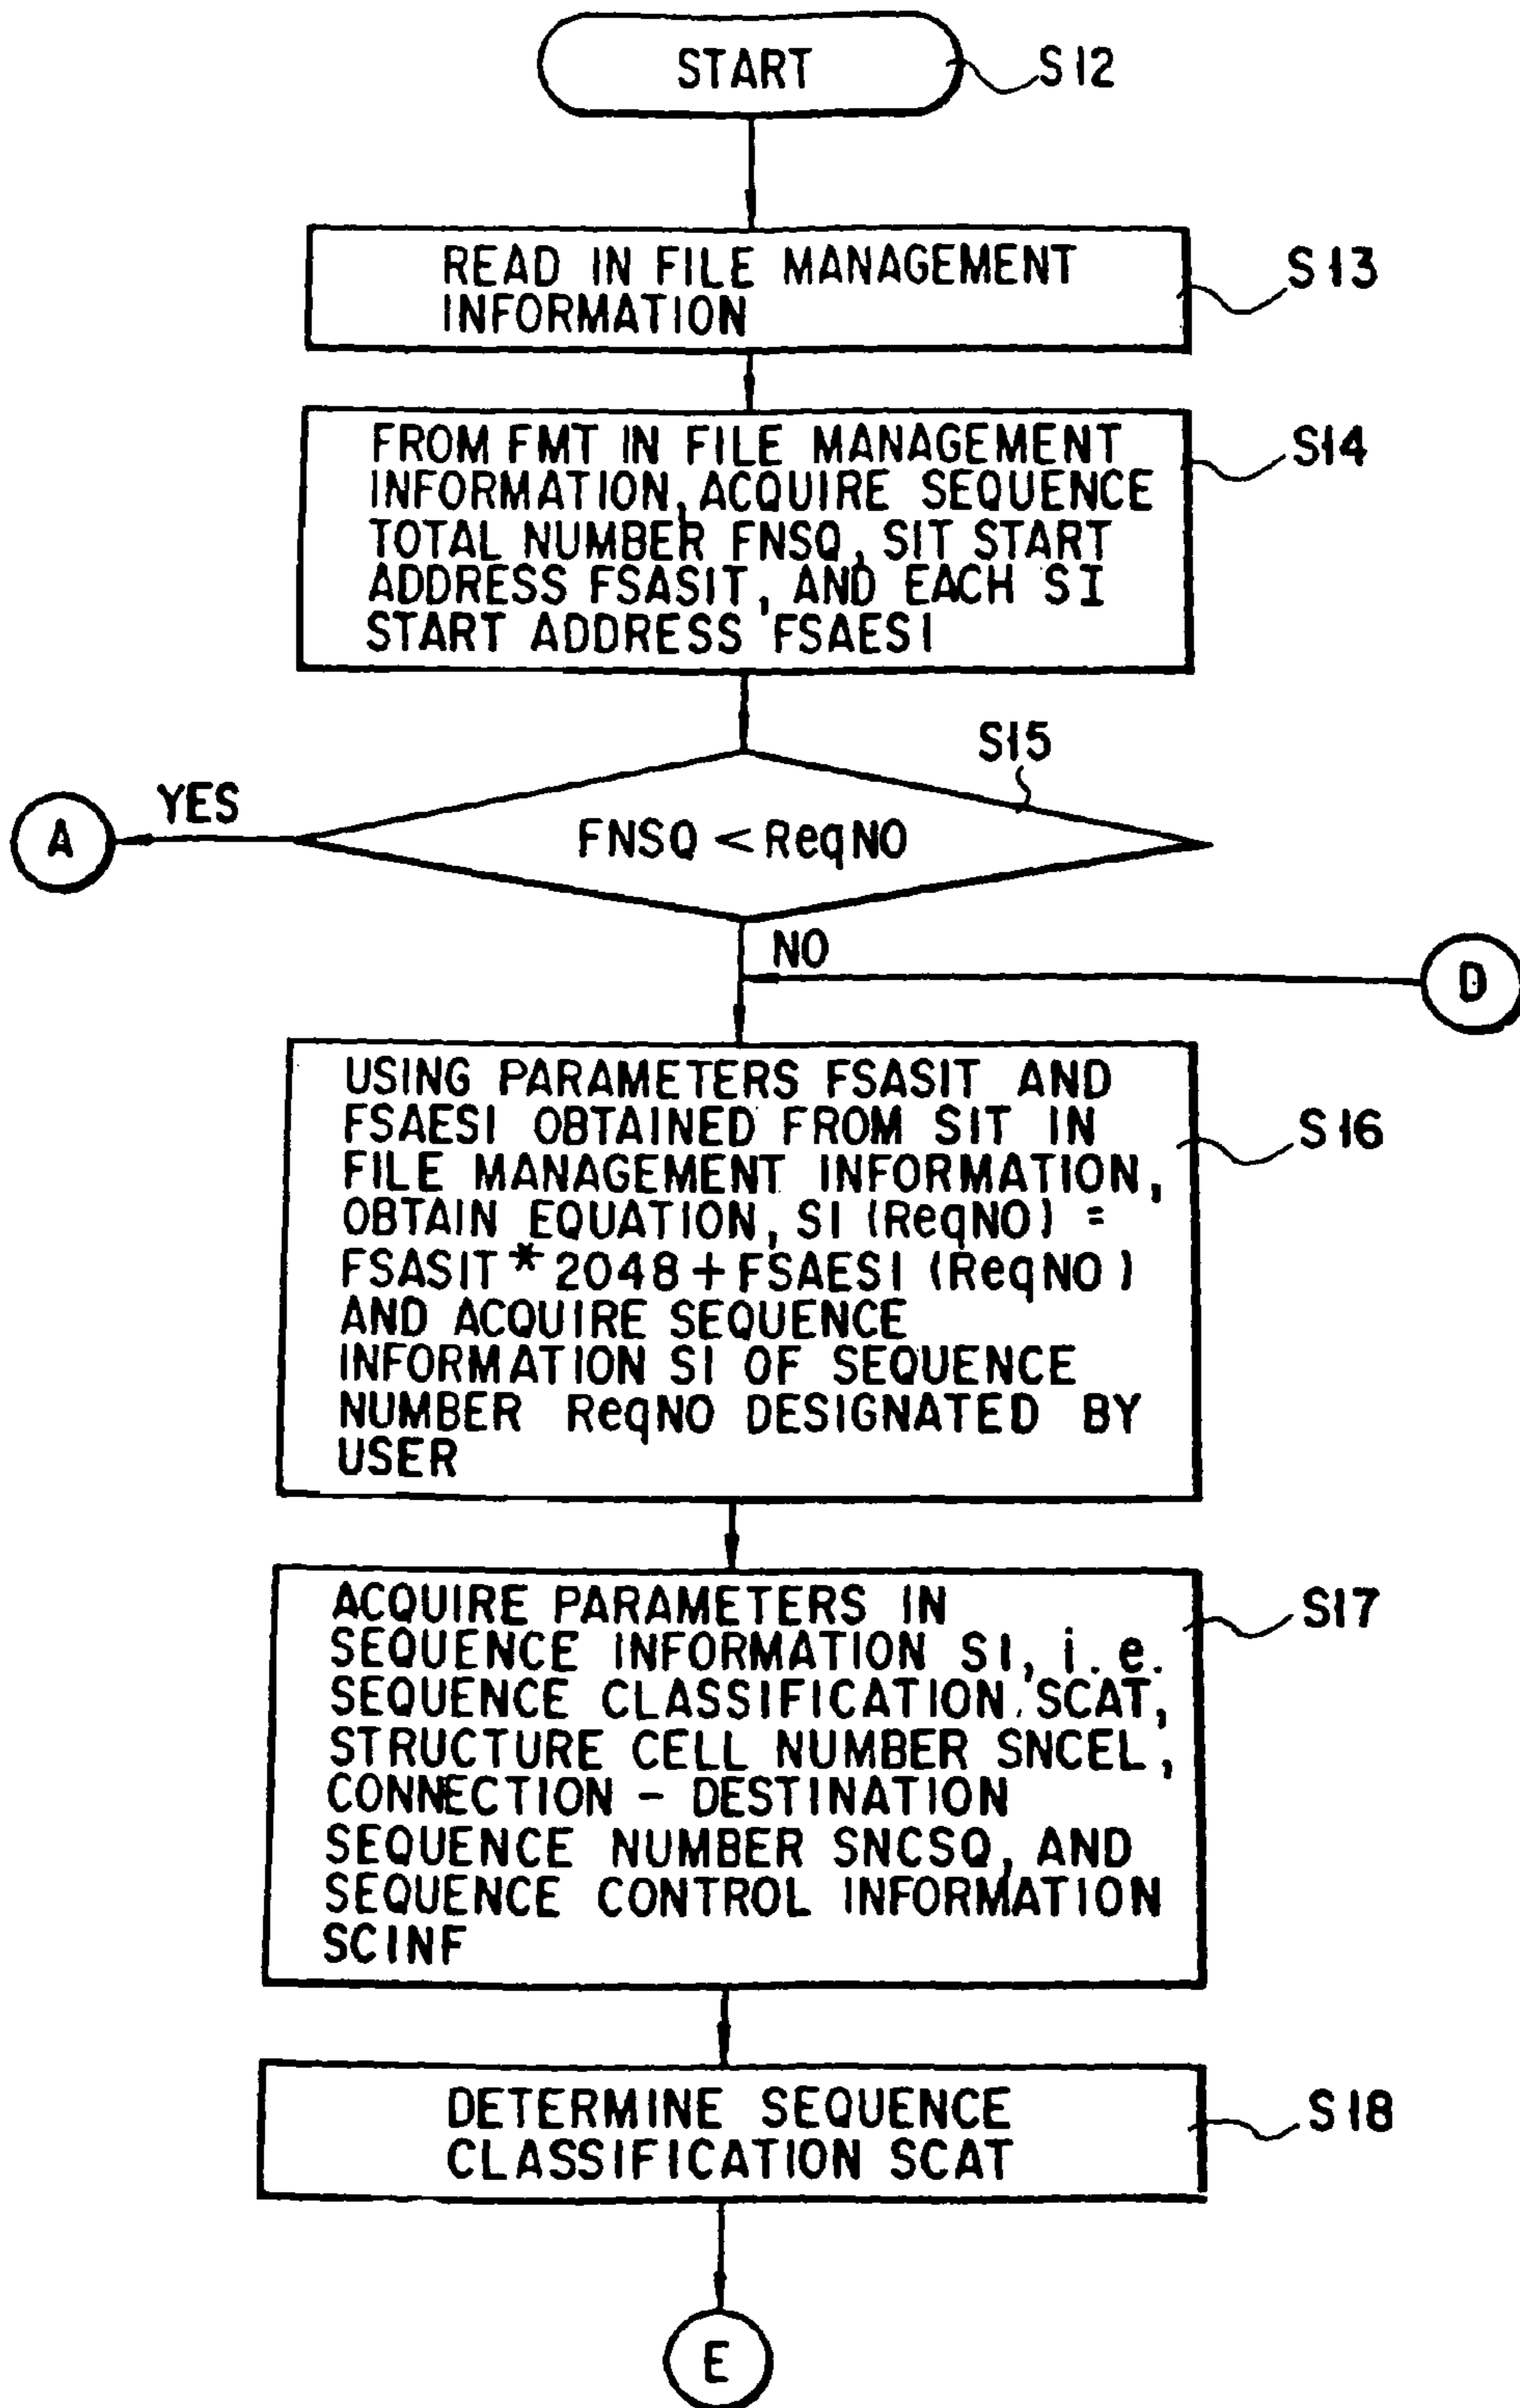 START
S12
READ IN FILE MANAGEMENT
INFORMATION
S13
FROM FMT IN FILE MANAGEMENT
INFORMATION, ACQUIRE SEQUENCE
TOTAL NUMBER FNSQ, SIT START
ADDRESS FSASIT, AND EACH SI
START ADDRESS FSAESI
S14
S15
YES
A
FNSQ < ReqNO
NO
D
USING PARAMETERS FSASIT AND
FSAESI OBTAINED FROM SIT IN
FILE MANAGEMENT INFORMATION,
OBTAIN EQUATION, SI (ReqNO) =
FSASIT * 2048 + FSAESI (ReqNO)
AND ACQUIRE SEQUENCE
INFORMATION SI OF SEQUENCE
NUMBER ReqNO DESIGNATED BY
USER
S16
ACQUIRE PARAMETERS IN
SEQUENCE INFORMATION SI, i.e.
SEQUENCE CLASSIFICATION SCAT,
STRUCTURE CELL NUMBER SNCEL,
CONNECTION - DESTINATION
SEQUENCE NUMBER SNCSQ, AND
SEQUENCE CONTROL INFORMATION
SCINF
S17
DETERMINE SEQUENCE
CLASSIFICATION SCAT
S18
E